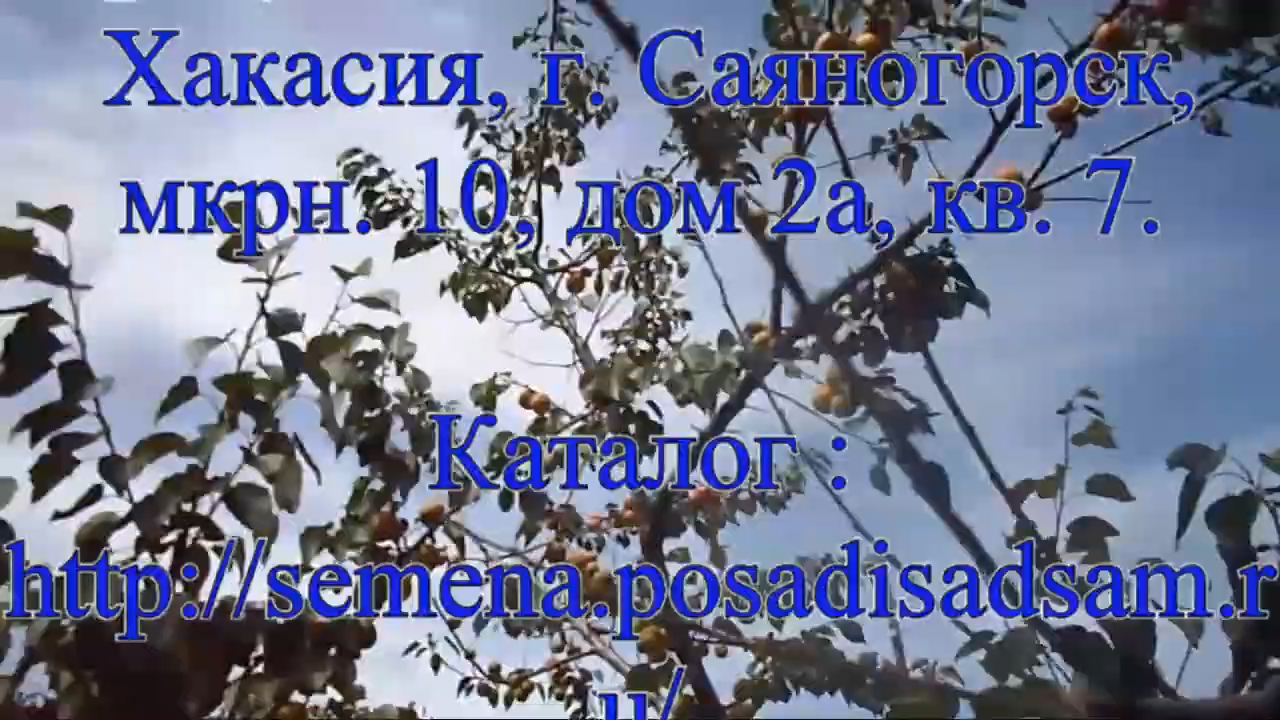 Хакасия, г. Саяногорск,
мкрн. 10, дом 2а, кв. 7.
Каталог :
http://semena.posadisadsam.r
u/